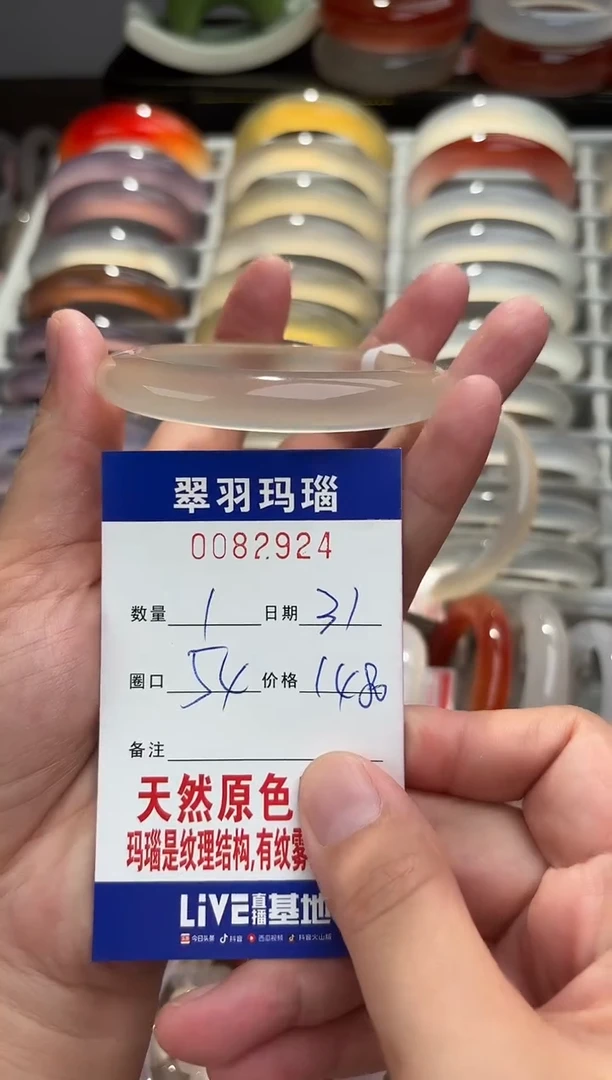 翠羽玛瑙
0082924
数量 1 日期 31
圈口 54 价格 1480
备注
天然原色
玛瑙是纹理结构,有纹雾
LiVE直播基地
今日头条 抖音 西瓜视频 抖音火山版